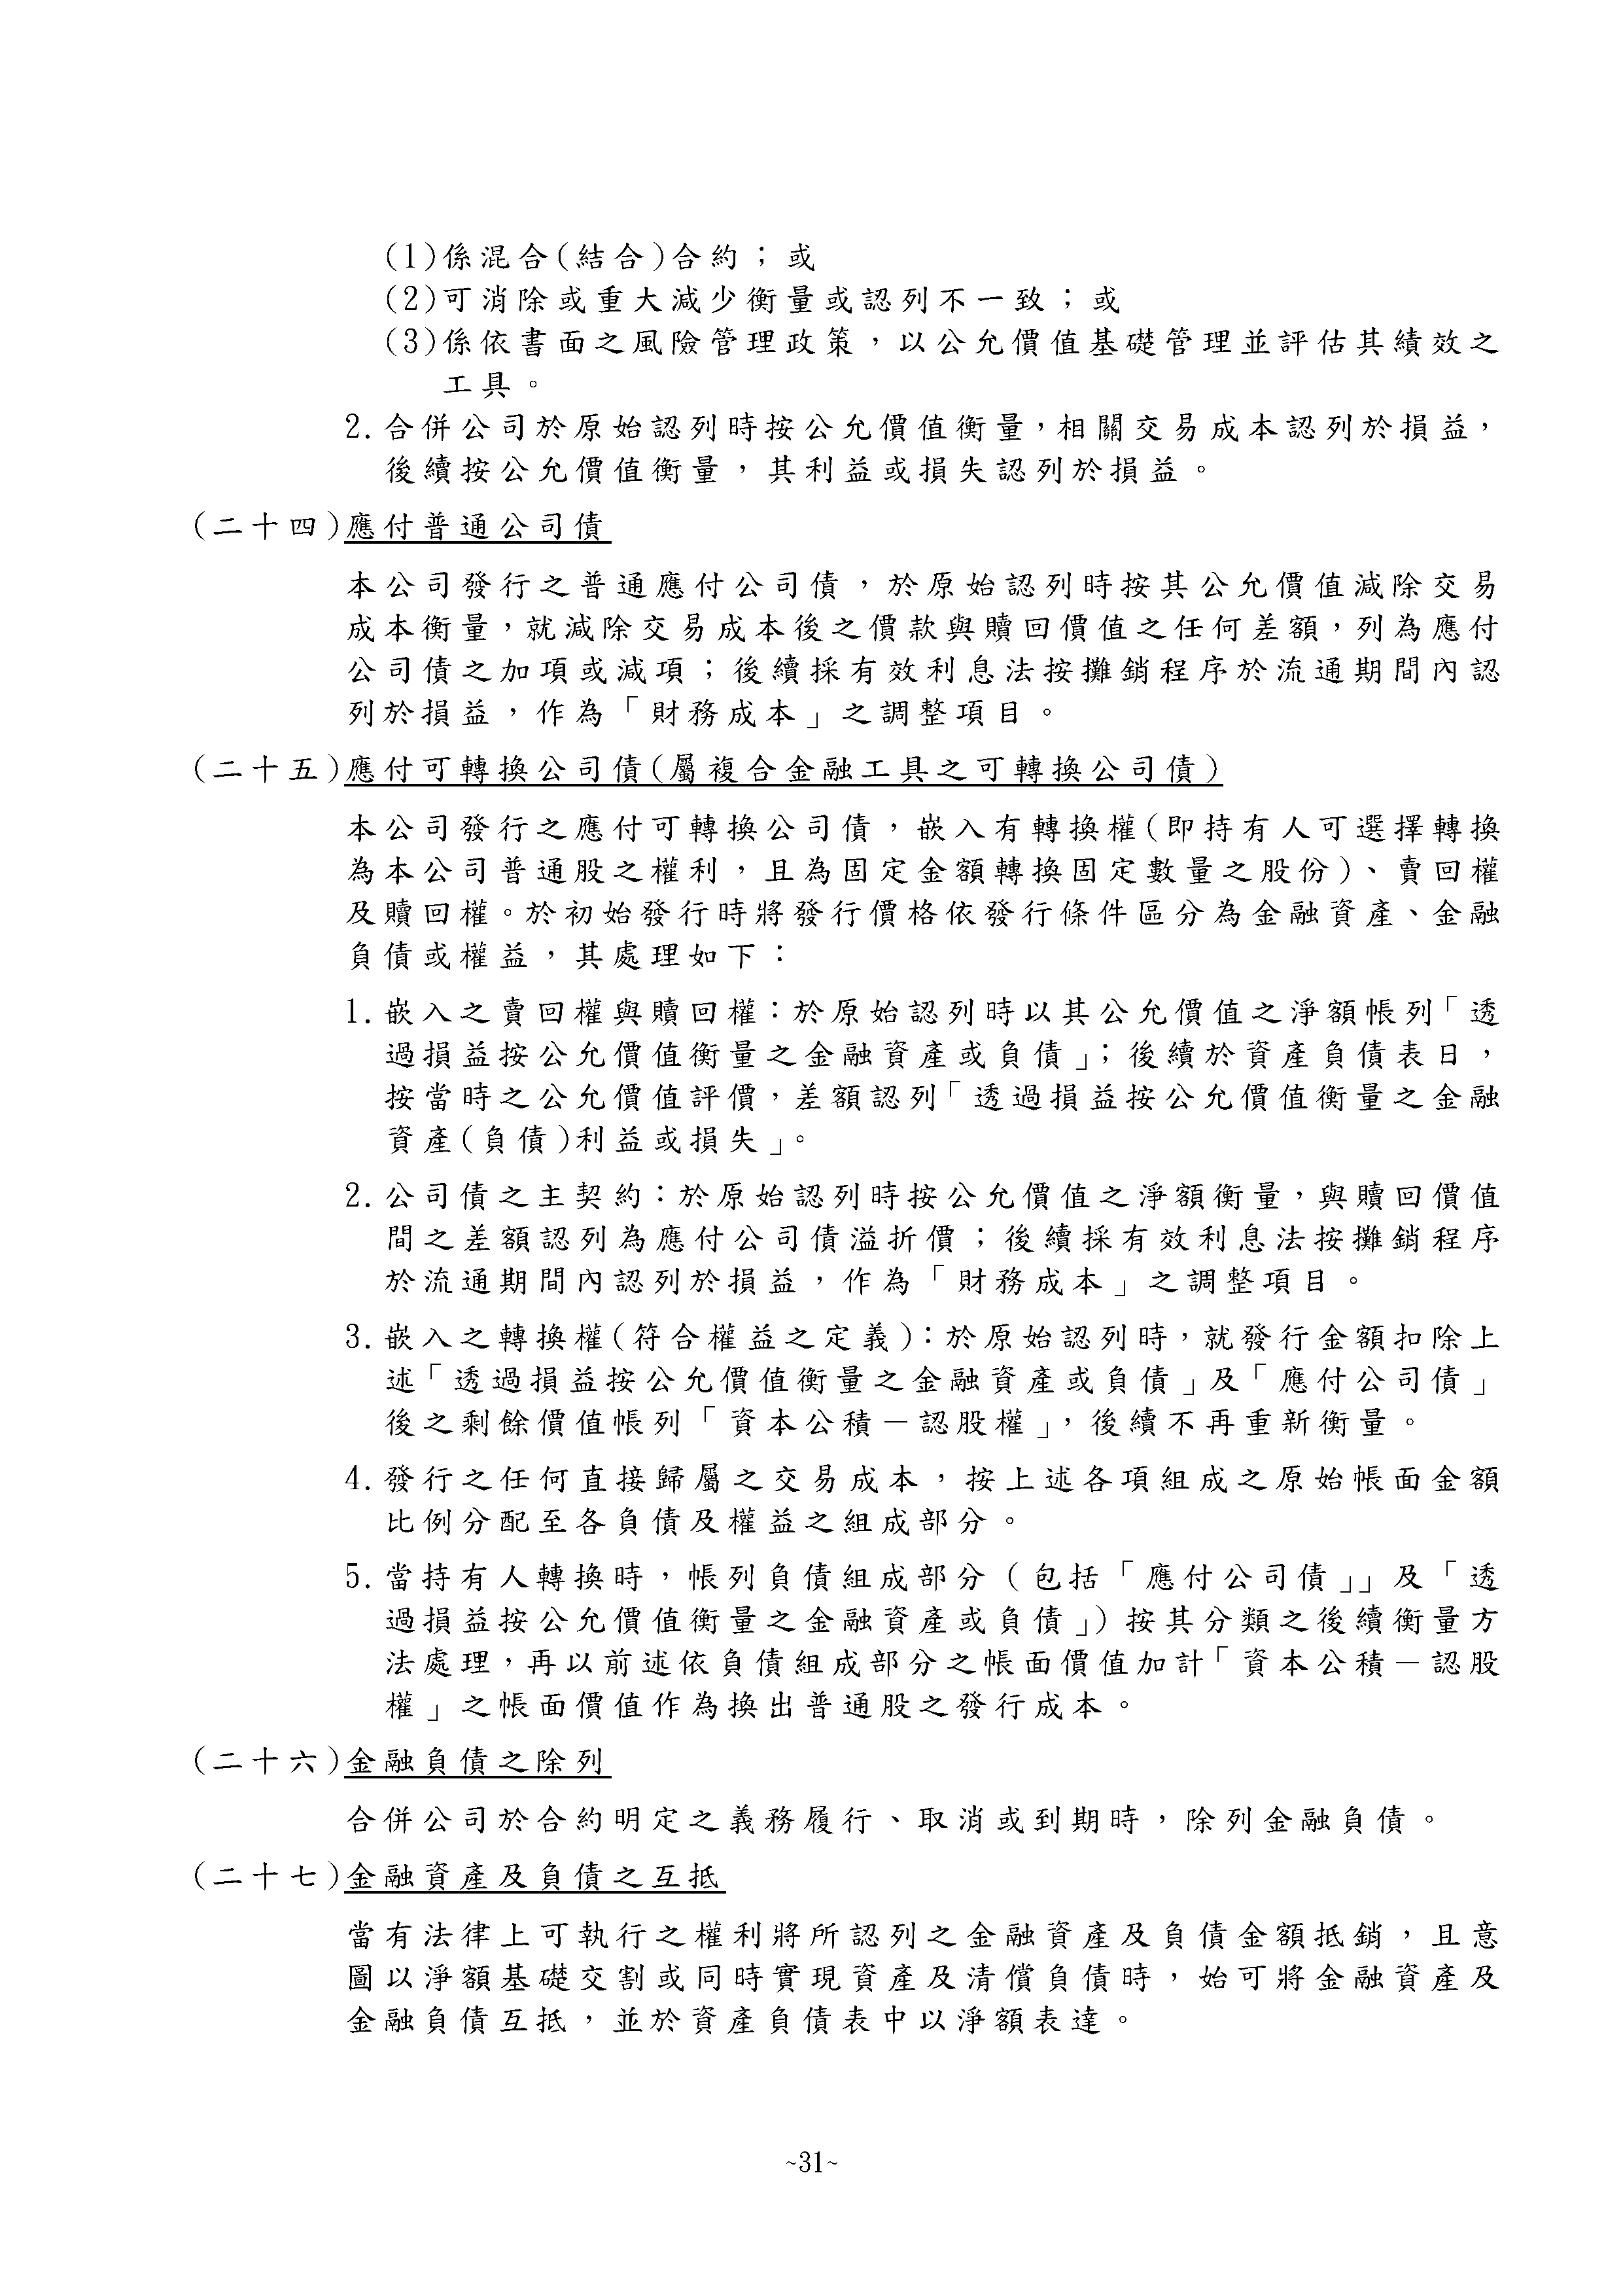 (1)係混合(結合)合約；或
(2)可消除或重大減少衡量或認列不一致；或
(3)係依書面之風險管理政策，以公允價值基礎管理並評估其績效之
工具。
2.合併公司於原始認列時按公允價值衡量，相關交易成本認列於損益，
後續按公允價值衡量，其利益或損失認列於損益。
(二十四)應付普通公司債
本公司發行之普通應付公司債，於原始認列時按其公允價值減除交易
成本衡量，就減除交易成本後之價款與贖回價值之任何差額，列為應付
公司債之加項或減項；後續採有效利息法按攤銷程序於流通期間內認
列於損益，作為「財務成本」之調整項目。
(二十五)應付可轉換公司債(屬複合金融工具之可轉換公司債)
本公司發行之應付可轉換公司債，嵌入有轉換權(即持有人可選擇轉換
為本公司普通股之權利，且為固定金額轉換固定數量之股份)、賣回權
及贖回權。於初始發行時將發行價格依發行條件區分為金融資產、金融
負債或權益，其處理如下：
1.嵌入之賣回權與贖回權：於原始認列時以其公允價值之淨額帳列「透
過損益按公允價值衡量之金融資產或負債」；後續於資產負債表日，
按當時之公允價值評價，差額認列「透過損益按公允價值衡量之金融
資產(負債)利益或損失」。
2.公司債之主契約：於原始認列時按公允價值之淨額衡量，與贖回價值
間之差額認列為應付公司債溢折價；後續採有效利息法按攤銷程序
於流通期間內認列於損益，作為「財務成本」之調整項目。
3.嵌入之轉換權(符合權益之定義)：於原始認列時，就發行金額扣除上
述「透過損益按公允價值衡量之金融資產或負債」及「應付公司債」
後之剩餘價值帳列「資本公積－認股權」，後續不再重新衡量。
4.發行之任何直接歸屬之交易成本，按上述各項組成之原始帳面金額
比例分配至各負債及權益之組成部分。
5.當持有人轉換時，帳列負債組成部分（包括「應付公司債」」及「透
過損益按公允價值衡量之金融資產或負債」）按其分類之後續衡量方
法處理，再以前述依負債組成部分之帳面價值加計「資本公積－認股
權」之帳面價值作為換出普通股之發行成本。
(二十六)金融負債之除列
合併公司於合約明定之義務履行、取消或到期時，除列金融負債。
(二十七)金融資產及負債之互抵
當有法律上可執行之權利將所認列之金融資產及負債金額抵銷，且意
圖以淨額基礎交割或同時實現資產及清償負債時，始可將金融資產及
金融負債互抵，並於資產負債表中以淨額表達。
~31~